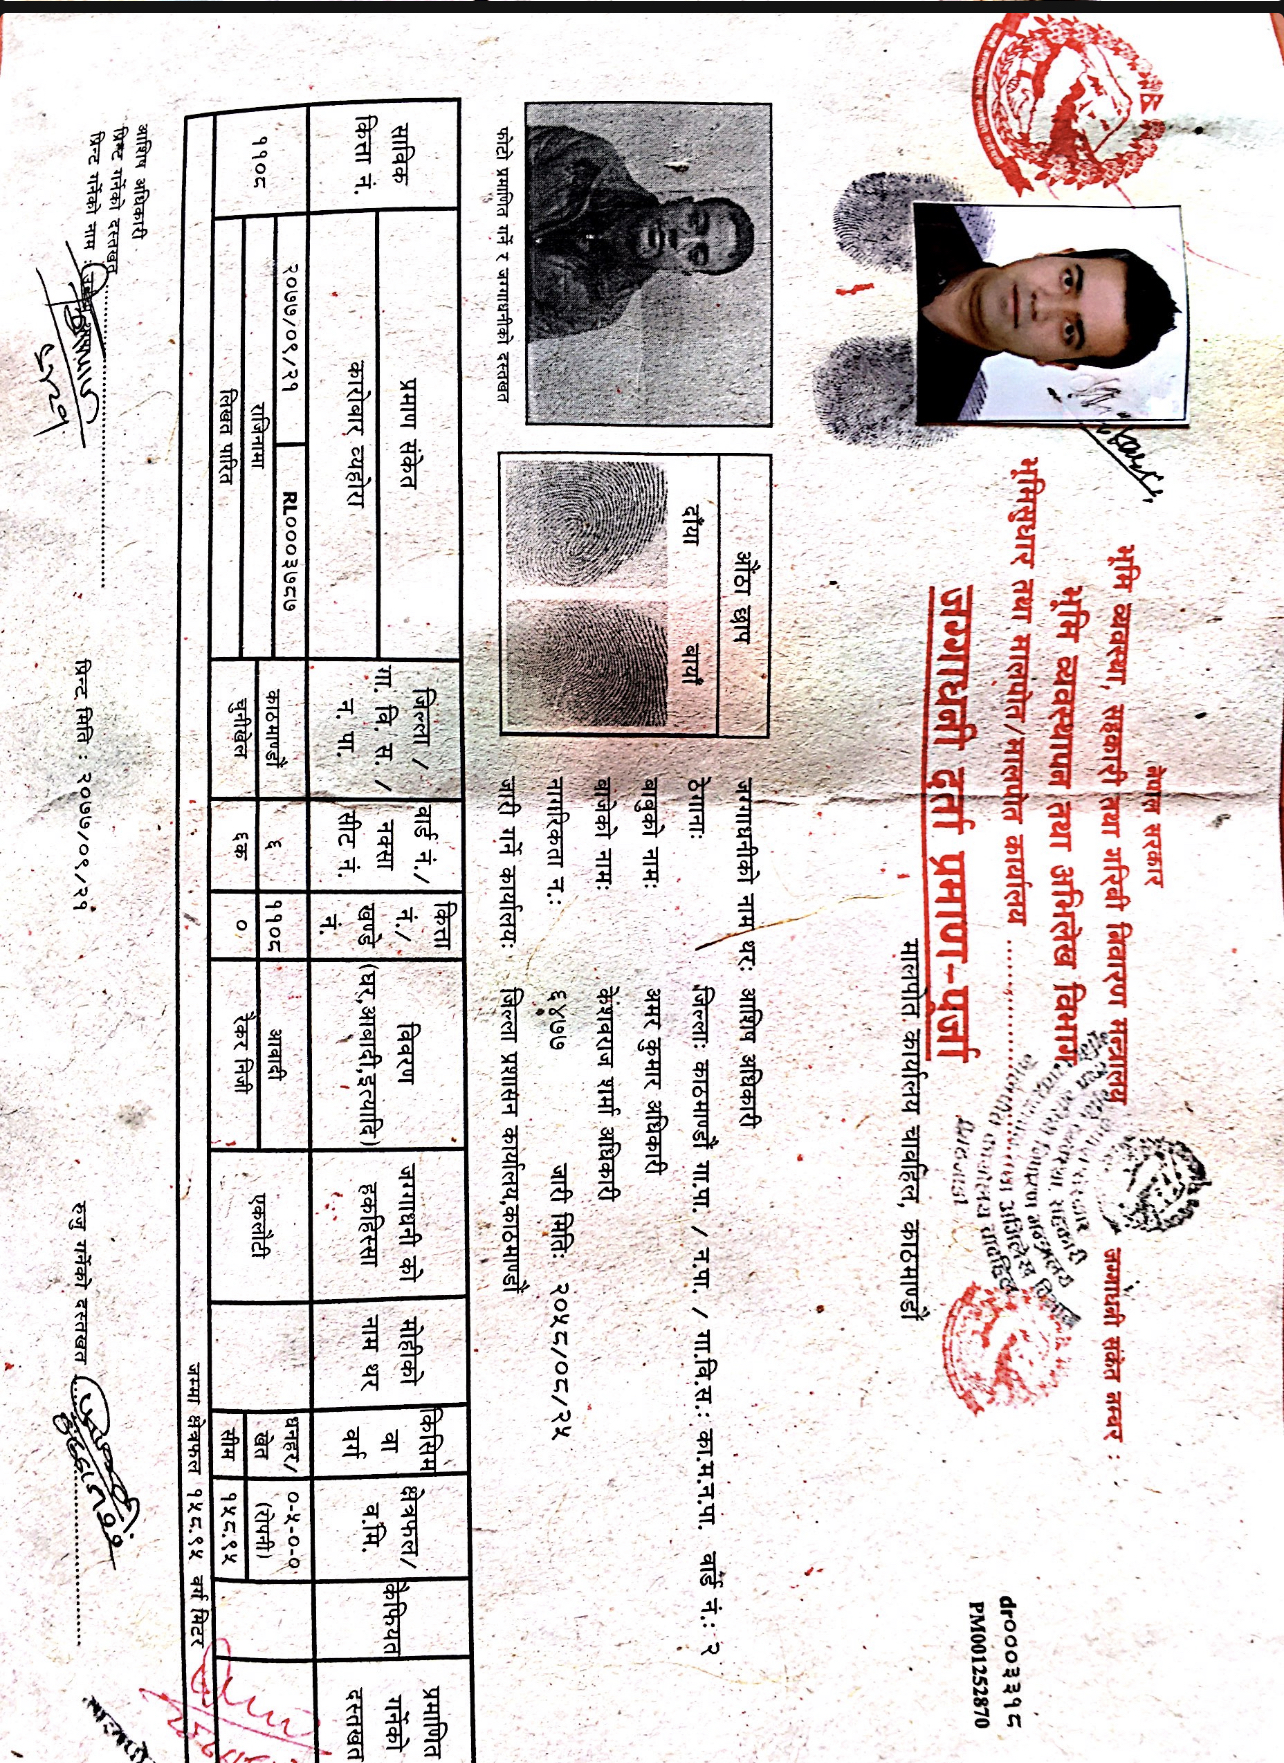 नेपाल सरकार
भूमि व्यवस्था, सहकारी तथा गरिवी निवारण मन्त्रालय
भूमि व्यवस्थापन तथा अभिलेख विभाग
भूमिसुधार तथा मालपोत/मालपोत कार्यालय
जग्गाधनी दर्ता प्रमाण-पूर्जा
मालपोत कार्यालय चावहिल, काठमाण्डौ
जग्गाधनी संकेत नम्बर :
dr०००३३१८
PM001252870
जग्गाधनीको नाम थर: आशिष अधिकारी
ठेगाना: जिल्ला: काठमाण्डौ गा.पा. / न.पा. / गा.वि.स.: का.म.न.पा. वार्ड नं.: २
बाबुको नाम: अमर कुमार अधिकारी
बाजेको नाम: केशवराज शर्मा अधिकारी
नागरिकता न.: ६४७७ जारी मिति: २०५८/०८/२५
जारी गर्ने कार्यालय: जिल्ला प्रशासन कार्यालय,काठमाण्डौ
औंठा छाप
दाँया बायाँ
फोटो प्रमाणित गर्ने र जग्गाधनीको दस्तखत
साविक कित्ता नं.
प्रमाण संकेत
कारोबार व्यहोरा
जिल्ला / गा. वि. स. / न. पा.
वार्ड नं./ नक्सा सीट नं.
कित्ता नं./ खण्डे नं.
विवरण (घर,आवादी,इत्यादि)
जग्गाधनी को हकहिस्सा
मोहीको नाम थर
किसिम वा वर्ग
क्षेत्रफल/ व.मि.
कैफियत
प्रमाणित गर्नेको दस्तखत
११०८
२०७७/०९/२१ RL०००३७८७
राजिनामा
लिखत पारित
काठमाण्डौ
चुनीखेल
६
६क
११०८
०
आवादी
रैकर निजी
एकलौटी
धनहर/ खेत
सीम
०-५-०-०
(रोपनी)
१५८.९५
जम्मा क्षेत्रफल १५८.९५ वर्ग मिटर
आशिष अधिकारी
प्रिन्ट गर्नेको दस्तखत
प्रिन्ट गर्नेको नाम :
प्रिन्ट मिति : २०७७/०९/२१
रुजु गर्नेको दस्तखत